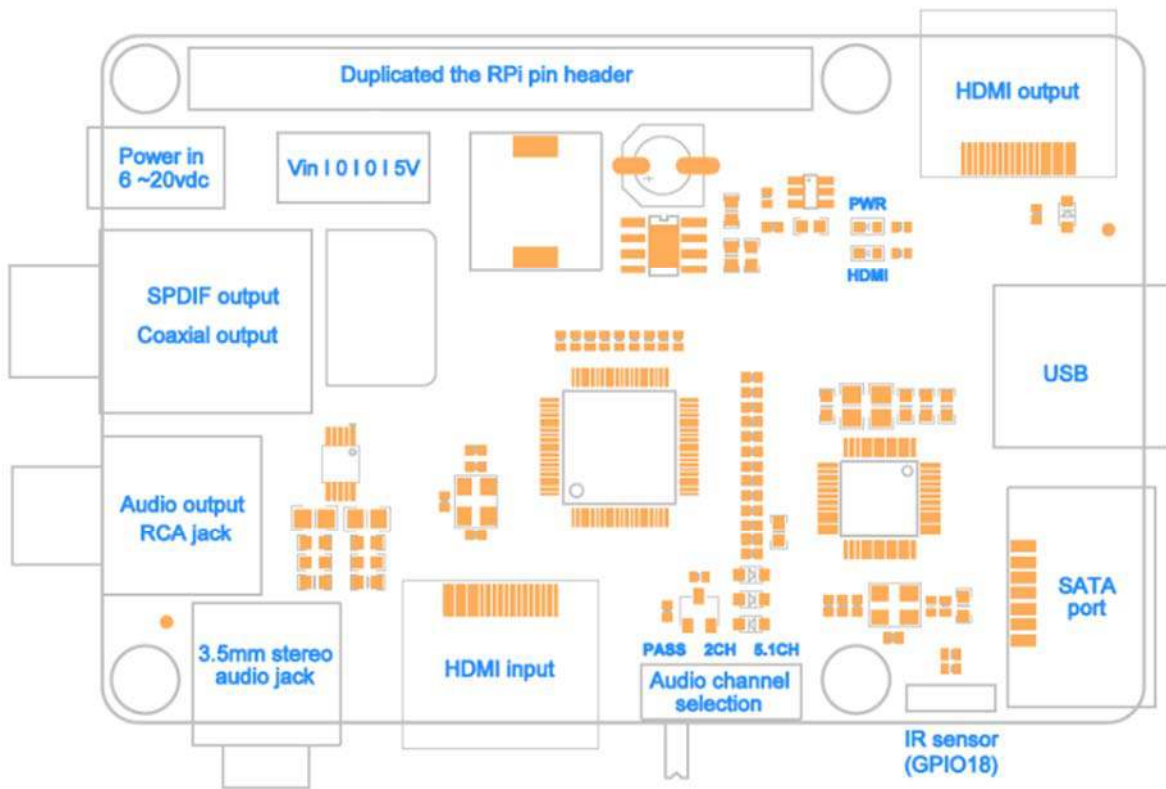 Duplicated the RPi pin header
HDMI output
Power in
6 ~20vdc
Vin I 0 I 0 I 5V
PWR
HDMI
SPDIF output
Coaxial output
USB
Audio output
RCA jack
SATA
port
3.5mm stereo
audio jack
HDMI input
PASS 2CH 5.1CH
Audio channel
selection
IR sensor
(GPIO18)